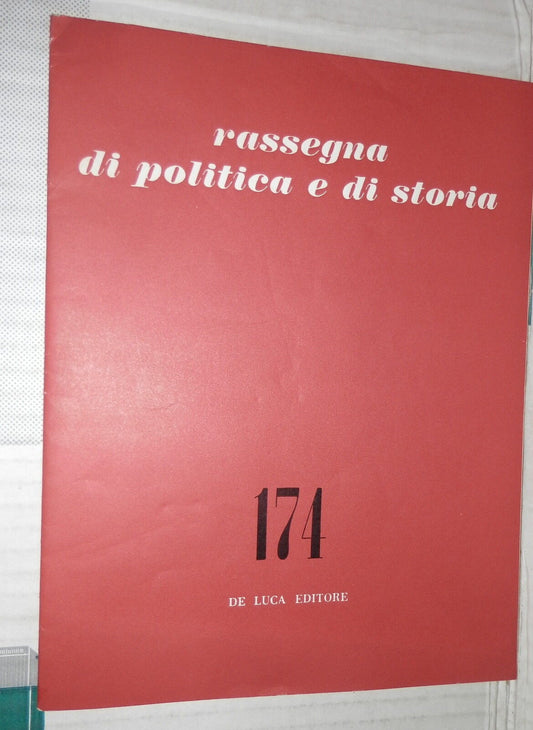 rassegna
di politica e di storia
174
DE LUCA EDITORE